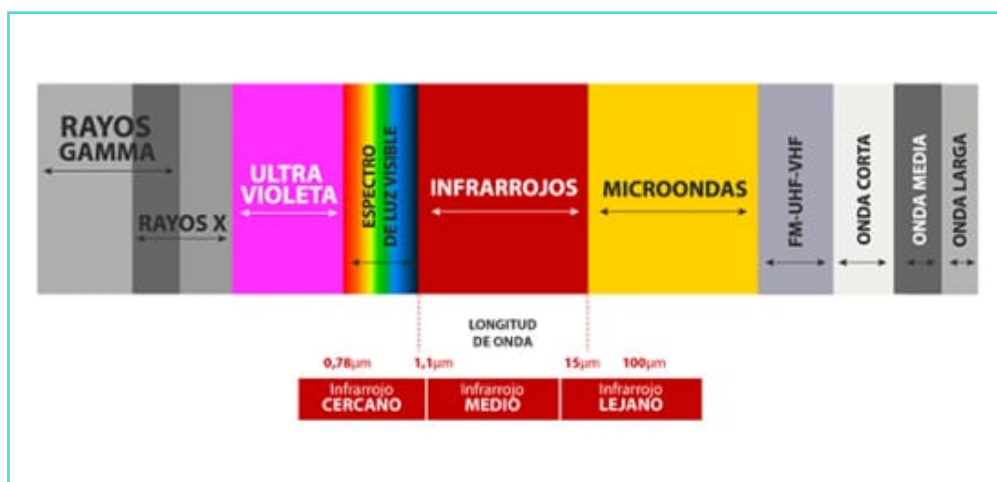 RAYOS
GAMMA
RAYOS X
ULTRA
VIOLETA
ESPECTRO
DE LUZ VISIBLE
INFRARROJOS
MICROONDAS
FM-UHF-VHF
ONDA CORTA
ONDA MEDIA
ONDA LARGA
LONGITUD
DE ONDA
0,78µm 1,1µm 15µm 100µm
Infrarrojo
CERCANO
Infrarrojo
MEDIO
Infrarrojo
LEJANO